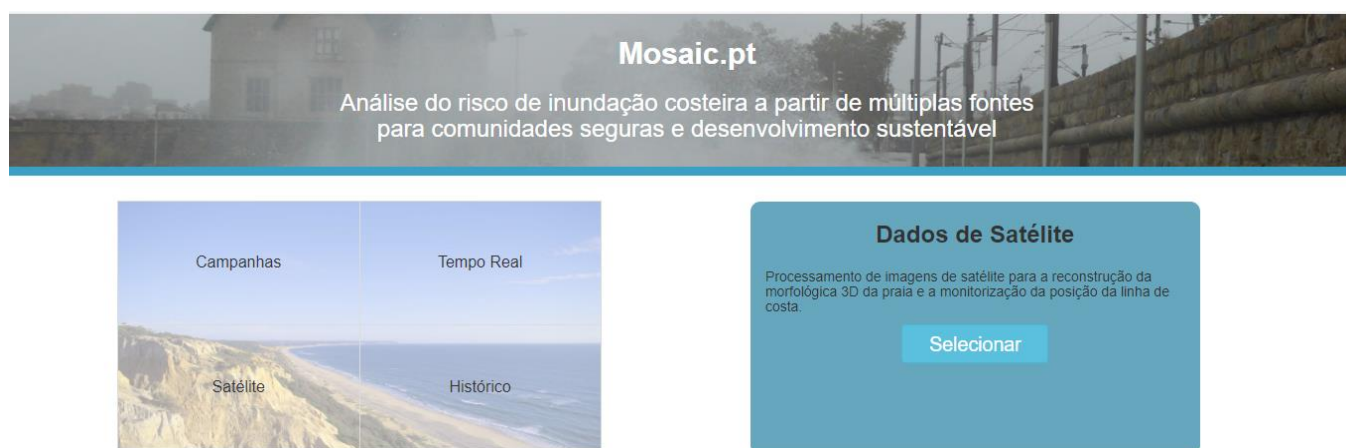 Mosaic.pt
Análise do risco de inundação costeira a partir de múltiplas fontes
para comunidades seguras e desenvolvimento sustentável
Campanhas
Tempo Real
Satélite
Histórico
Dados de Satélite
Processamento de imagens de satélite para a reconstrução da
morfológica 3D da praia e a monitorização da posição da linha de
costa.
Selecionar